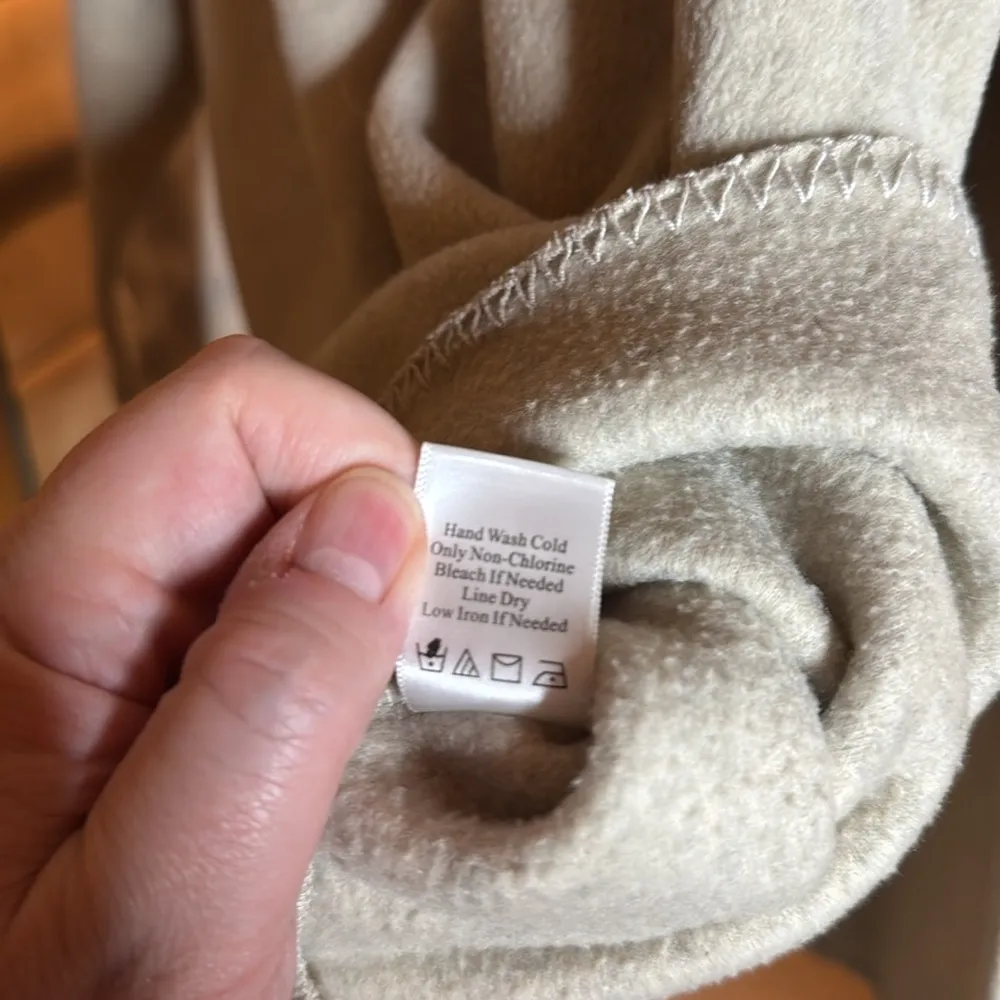 Hand Wash Cold
Only Non-Chlorine
Bleach If Needed
Line Dry
Low Iron If Needed